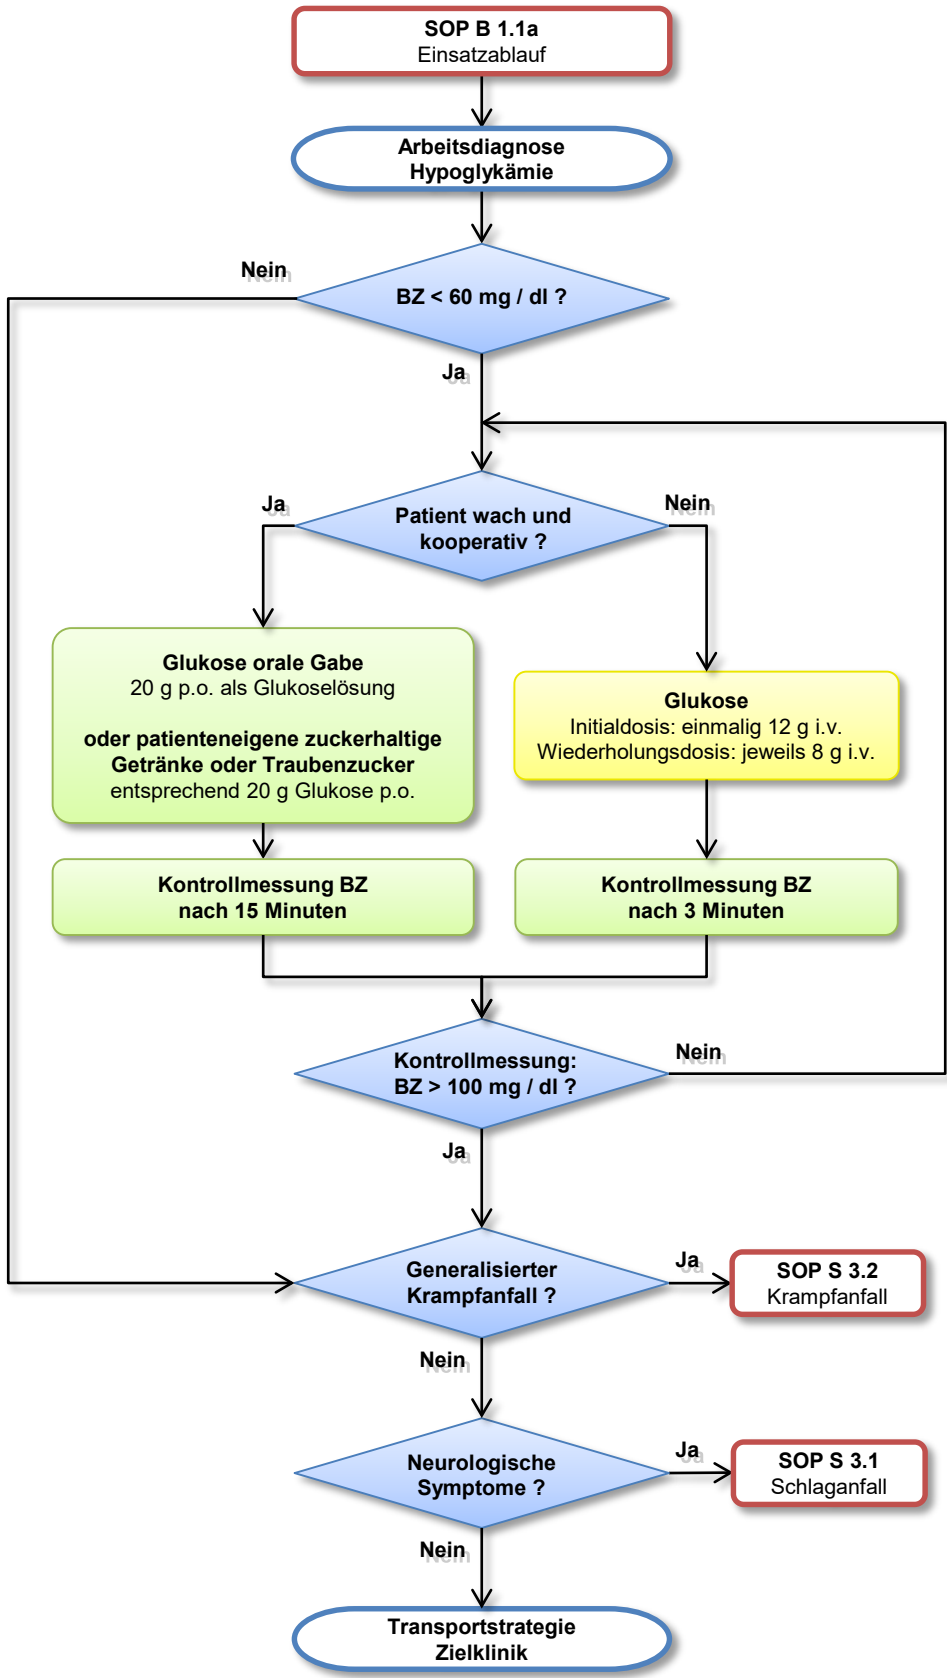 SOP B 1.1a
Einsatzablauf
Arbeitsdiagnose
Hypoglykämie
Nein
BZ < 60 mg / dl ?
Ja
Ja
Nein
Patient wach und
kooperativ ?
Glukose orale Gabe
20 g p.o. als Glukoselösung
oder patienteneigene zuckerhaltige
Getränke oder Traubenzucker
entsprechend 20 g Glukose p.o.
Glukose
Initialdosis: einmalig 12 g i.v.
Wiederholungsdosis: jeweils 8 g i.v.
Kontrollmessung BZ
nach 15 Minuten
Kontrollmessung BZ
nach 3 Minuten
Kontrollmessung:
BZ > 100 mg / dl ?
Nein
Ja
Generalisierter
Krampfanfall ?
Ja
SOP S 3.2
Krampfanfall
Nein
Neurologische
Symptome ?
Ja
SOP S 3.1
Schlaganfall
Nein
Transportstrategie
Zielklinik